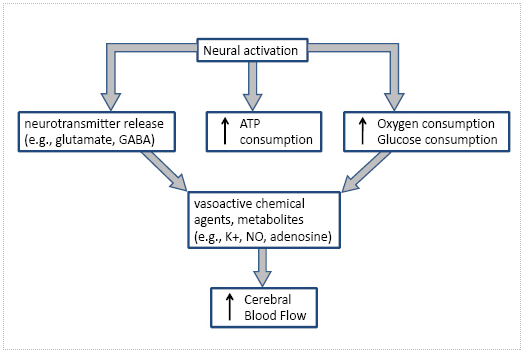 Neural activation
neurotransmitter release
(e.g., glutamate, GABA)
ATP
consumption
Oxygen consumption
Glucose consumption
vasoactive chemical
agents, metabolites
(e.g., K+, NO, adenosine)
Cerebral
Blood Flow